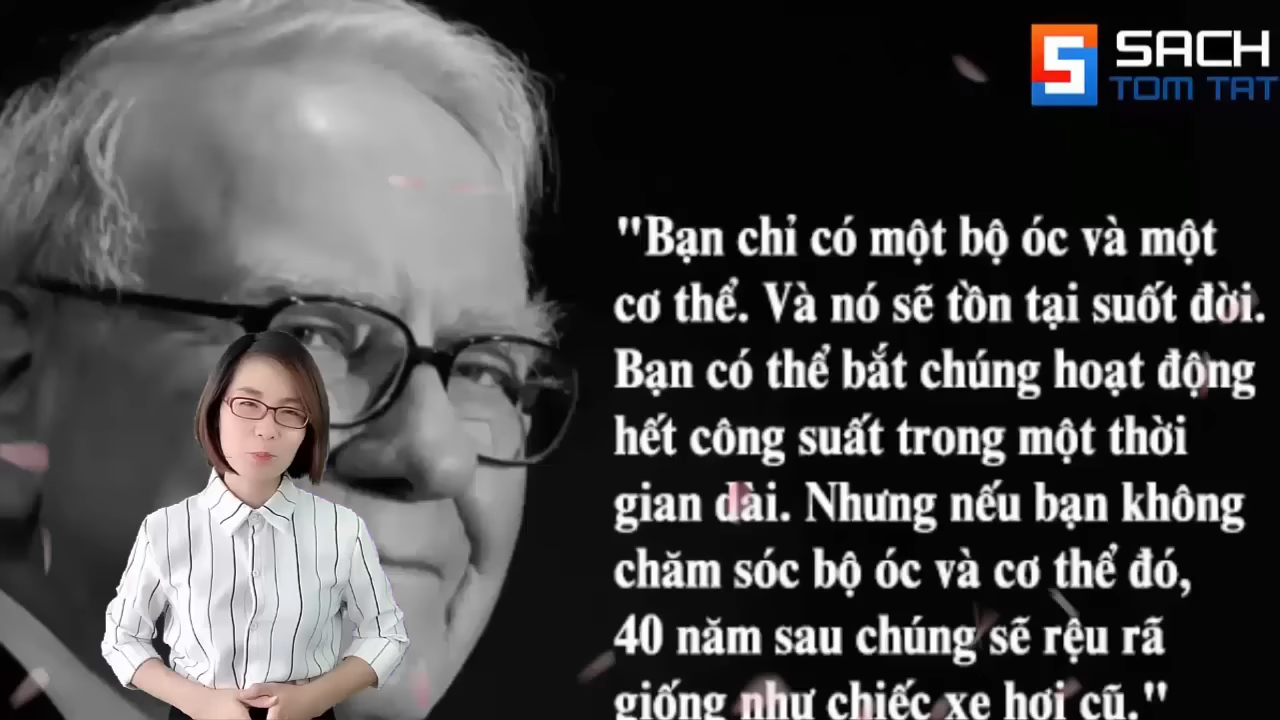 SACH
TOM TAT
"Bạn chỉ có một bộ óc và một
cơ thể. Và nó sẽ tồn tại suốt đời.
Bạn có thể bắt chúng hoạt động
hết công suất trong một thời
gian dài. Nhưng nếu bạn không
chăm sóc bộ óc và cơ thể đó,
40 năm sau chúng sẽ rệu rã
giống như chiếc xe hơi cũ."